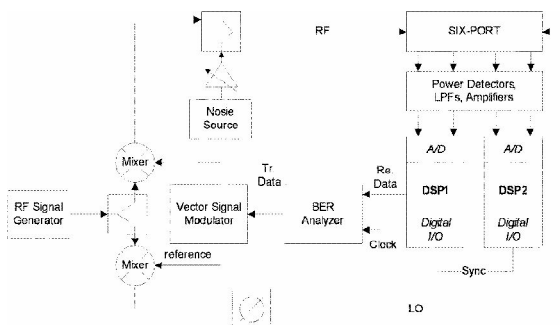 RF
SIX-PORT
Power Detectors,
LPFs, Amplifiers
Nosie
Source
A/D
A/D
Mixer
Tr
Data
Re.
Data
DSP1
DSP2
RF Signal
Generator
Vector Signal
Modulator
BER
Analyzer
Digital
I/O
Digital
I/O
Clock
reference
Mixer
Sync
LO